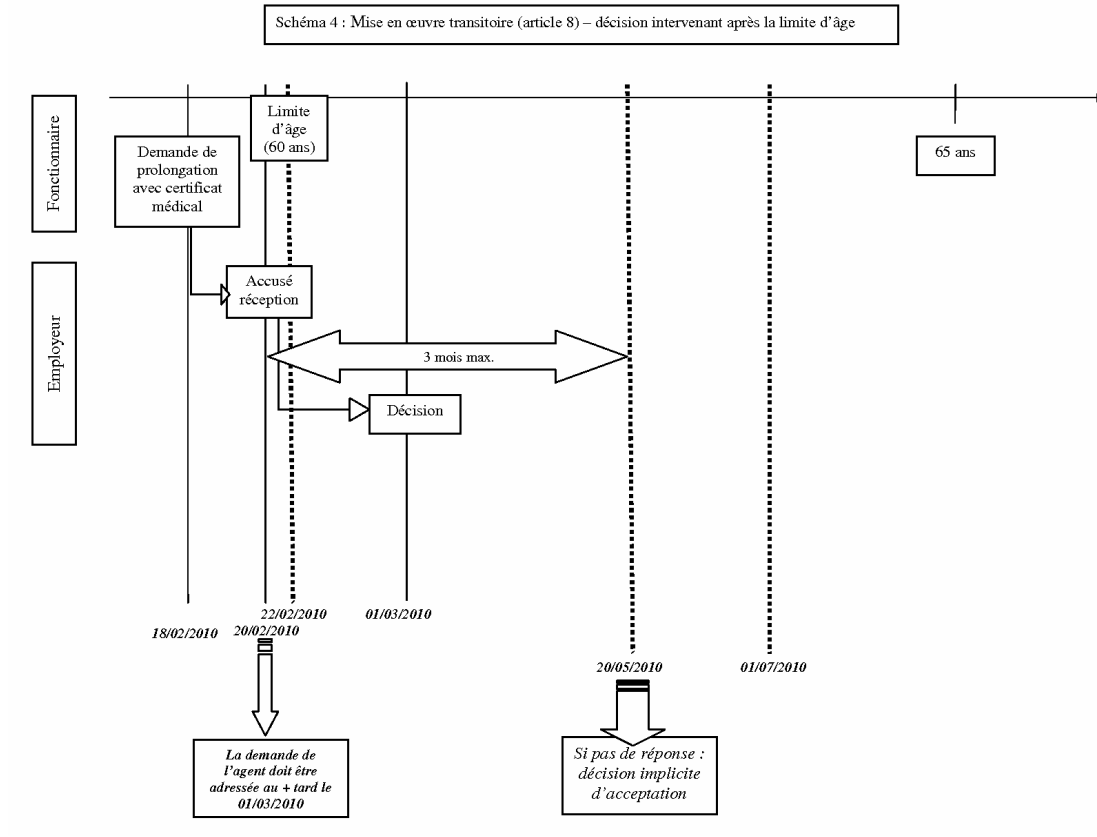 Schéma 4 : Mise en œuvre transitoire (article 8) – décision intervenant après la limite d’âge
Fonctionnaire
Limite
d’âge
(60 ans)
Demande de
prolongation
avec certificat
médical
65 ans
Employeur
Accusé
réception
3 mois max.
Décision
22/02/2010
01/03/2010
18/02/2010
20/02/2010
20/05/2010
01/07/2010
La demande de
l’agent doit être
adressée au + tard le
01/03/2010
Si pas de réponse :
décision implicite
d’acceptation